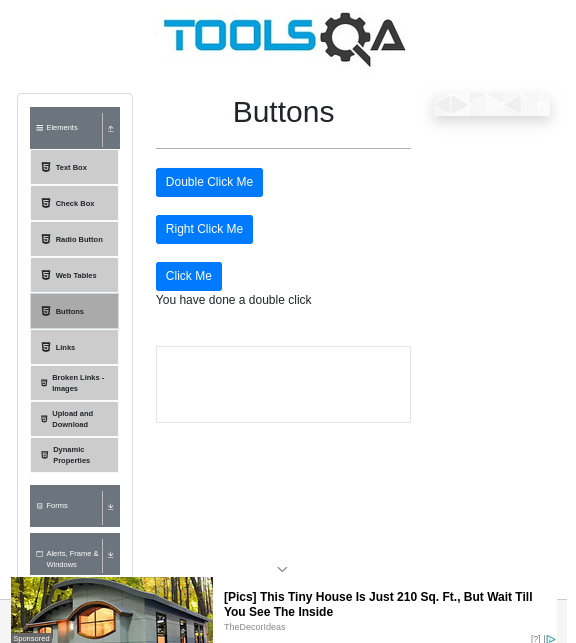 TOOLSQA
Elements
Text Box
Check Box
Radio Button
Web Tables
Buttons
Links
Broken Links -
Images
Upload and
Download
Dynamic
Properties
Forms
Alerts, Frame &
Windows
Buttons
Double Click Me
Right Click Me
Click Me
You have done a double click
Sponsored
[Pics] This Tiny House Is Just 210 Sq. Ft., But Wait Till
You See The Inside
TheDecorIdeas
[?]